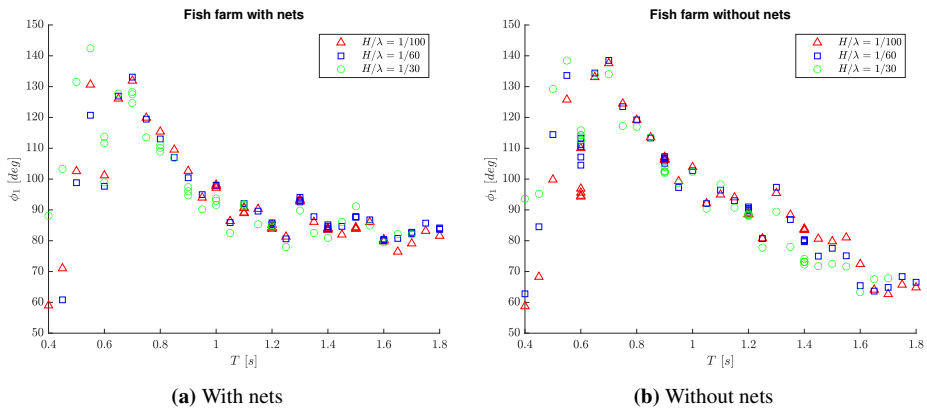 Fish farm with nets
H/λ = 1/100
H/λ = 1/60
H/λ = 1/30
150
140
130
120
110
100
90
80
70
60
50
ϕ1 [deg]
0.4 0.6 0.8 1 1.2 1.4 1.6 1.8
T [s]
(a) With nets
Fish farm without nets
H/λ = 1/100
H/λ = 1/60
H/λ = 1/30
150
140
130
120
110
100
90
80
70
60
50
ϕ1 [deg]
0.4 0.6 0.8 1 1.2 1.4 1.6 1.8
T [s]
(b) Without nets